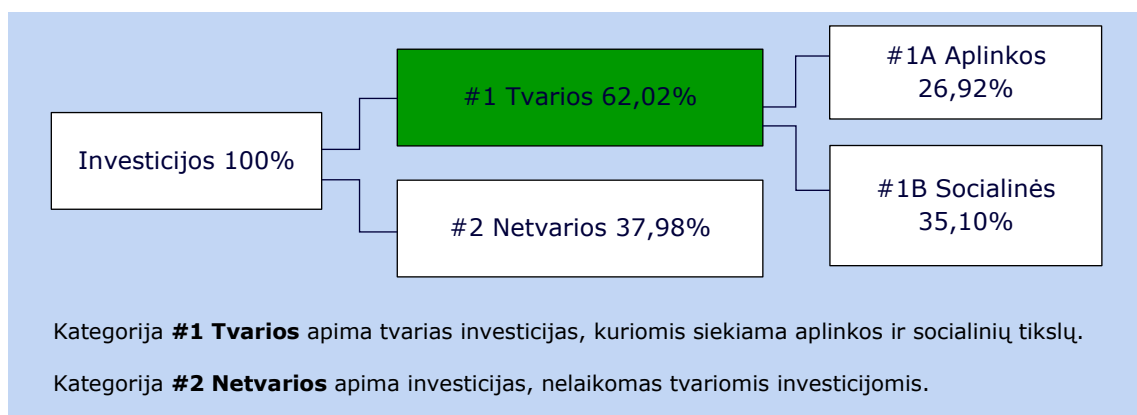 Investicijos 100%
#1 Tvarios 62,02%
#2 Netvarios 37,98%
#1A Aplinkos
26,92%
#1B Socialinės
35,10%
Kategorija #1 Tvarios apima tvarias investicijas, kuriomis siekiama aplinkos ir socialinių tikslų.
Kategorija #2 Netvarios apima investicijas, nelaikomas tvariomis investicijomis.